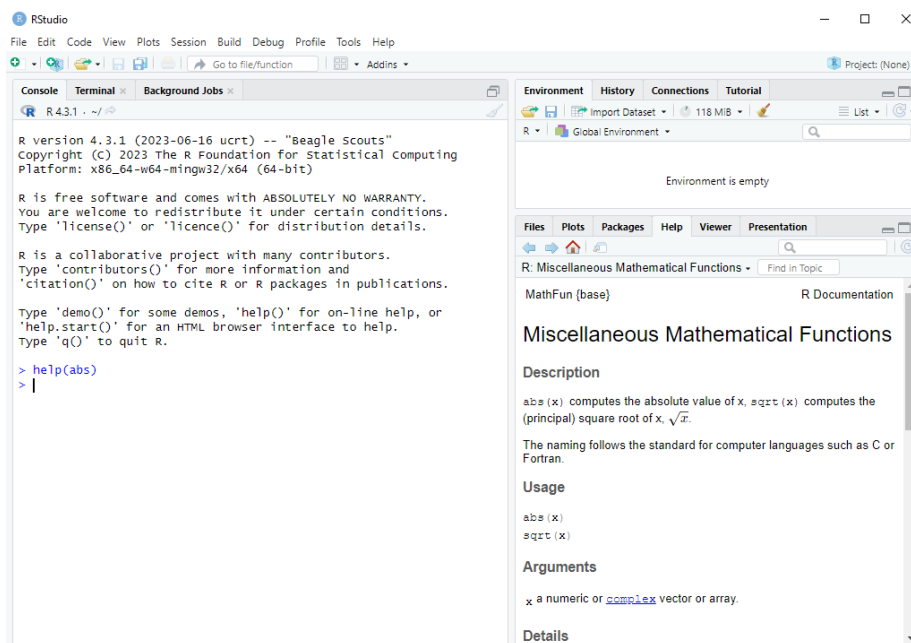 RStudio
File Edit Code View Plots Session Build Debug Profile Tools Help
Go to file/function Addins Project: (None)
Console Terminal Background Jobs
R 4.3.1 · ~/
R version 4.3.1 (2023-06-16 ucrt) -- "Beagle Scouts"
Copyright (C) 2023 The R Foundation for Statistical Computing
Platform: x86_64-w64-mingw32/x64 (64-bit)
R is free software and comes with ABSOLUTELY NO WARRANTY.
You are welcome to redistribute it under certain conditions.
Type 'license()' or 'licence()' for distribution details.
R is a collaborative project with many contributors.
Type 'contributors()' for more information and
'citation()' on how to cite R or R packages in publications.
Type 'demo()' for some demos, 'help()' for on-line help, or
'help.start()' for an HTML browser interface to help.
Type 'q()' to quit R.
> help(abs)
>
Environment History Connections Tutorial
Import Dataset 118 MiB List
R Global Environment
Environment is empty
Files Plots Packages Help Viewer Presentation
R: Miscellaneous Mathematical Functions Find in Topic
MathFun {base} R Documentation
Miscellaneous Mathematical Functions
Description
abs(x) computes the absolute value of x, sqrt(x) computes the
(principal) square root of x, √x.
The naming follows the standard for computer languages such as C or
Fortran.
Usage
abs(x)
sqrt(x)
Arguments
x a numeric or complex vector or array.
Details